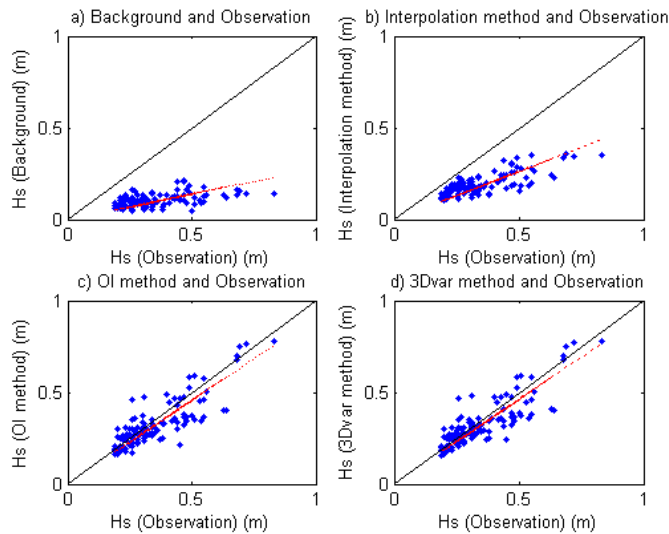 a) Background and Observation
Hs (Background) (m)
1
0.5
0
0
0.5
1
Hs (Observation) (m)
b) Interpolation method and Observation
Hs (Interpolation method) (m)
1
0.5
0
0
0.5
1
Hs (Observation) (m)
c) OI method and Observation
Hs (OI method) (m)
1
0.5
0
0
0.5
1
Hs (Observation) (m)
d) 3Dvar method and Observation
Hs (3Dvar method) (m)
1
0.5
0
0
0.5
1
Hs (Observation) (m)